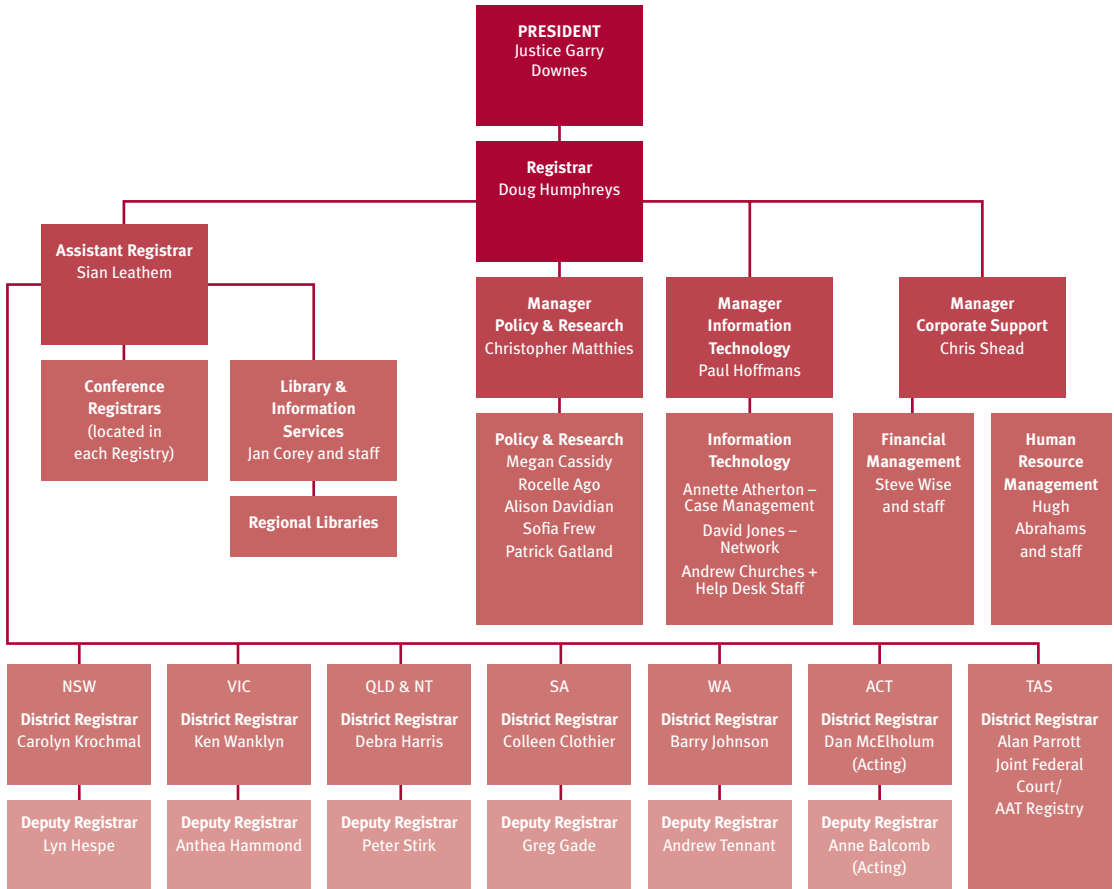 PRESIDENT
Justice Garry
Downes
Registrar
Doug Humphreys
Assistant Registrar
Sian Leathem
Manager
Policy & Research
Christopher Matthies
Manager
Information
Technology
Paul Hoffmans
Manager
Corporate Support
Chris Shead
Conference
Registrars
(located in
each Registry)
Library &
Information
Services
Jan Corey and staff
Regional Libraries
Policy & Research
Megan Cassidy
Rocelle Ago
Alison Davidian
Sofia Frew
Patrick Gatland
Information
Technology
Annette Atherton –
Case Management
David Jones –
Network
Andrew Churches +
Help Desk Staff
Financial
Management
Steve Wise
and staff
Human
Resource
Management
Hugh
Abrahams
and staff
NSW
District Registrar
Carolyn Krochmal
Deputy Registrar
Lyn Hespe
VIC
District Registrar
Ken Wanklyn
Deputy Registrar
Anthea Hammond
QLD & NT
District Registrar
Debra Harris
Deputy Registrar
Peter Stirk
SA
District Registrar
Colleen Clothier
Deputy Registrar
Greg Gade
WA
District Registrar
Barry Johnson
Deputy Registrar
Andrew Tennant
ACT
District Registrar
Dan McElholum
(Acting)
Deputy Registrar
Anne Balcomb
(Acting)
TAS
District Registrar
Alan Parrott
Joint Federal
Court/
AAT Registry